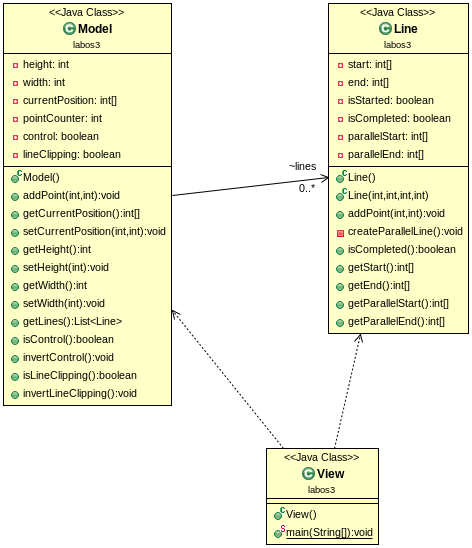 <<Java Class>>
Model
labos3
height: int
width: int
currentPosition: int[]
pointCounter: int
control: boolean
lineClipping: boolean
Model()
addPoint(int,int):void
getCurrentPosition():int[]
setCurrentPosition(int,int):void
getHeight():int
setHeight(int):void
getWidth():int
setWidth(int):void
getLines():List<Line>
isControl():boolean
invertControl():void
isLineClipping():boolean
invertLineClipping():void
~lines
0..*
<<Java Class>>
Line
labos3
start: int[]
end: int[]
isStarted: boolean
isCompleted: boolean
parallelStart: int[]
parallelEnd: int[]
Line()
Line(int,int,int,int)
addPoint(int,int):void
createParallelLine():void
isCompleted():boolean
getStart():int[]
getEnd():int[]
getParallelStart():int[]
getParallelEnd():int[]
<<Java Class>>
View
labos3
View()
main(String[]):void